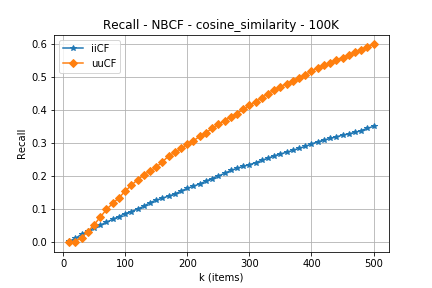 Recall - NBCF - cosine_similarity - 100K
iiCF
uuCF
Recall
0.6
0.5
0.4
0.3
0.2
0.1
0.0
0 100 200 300 400 500
k (items)